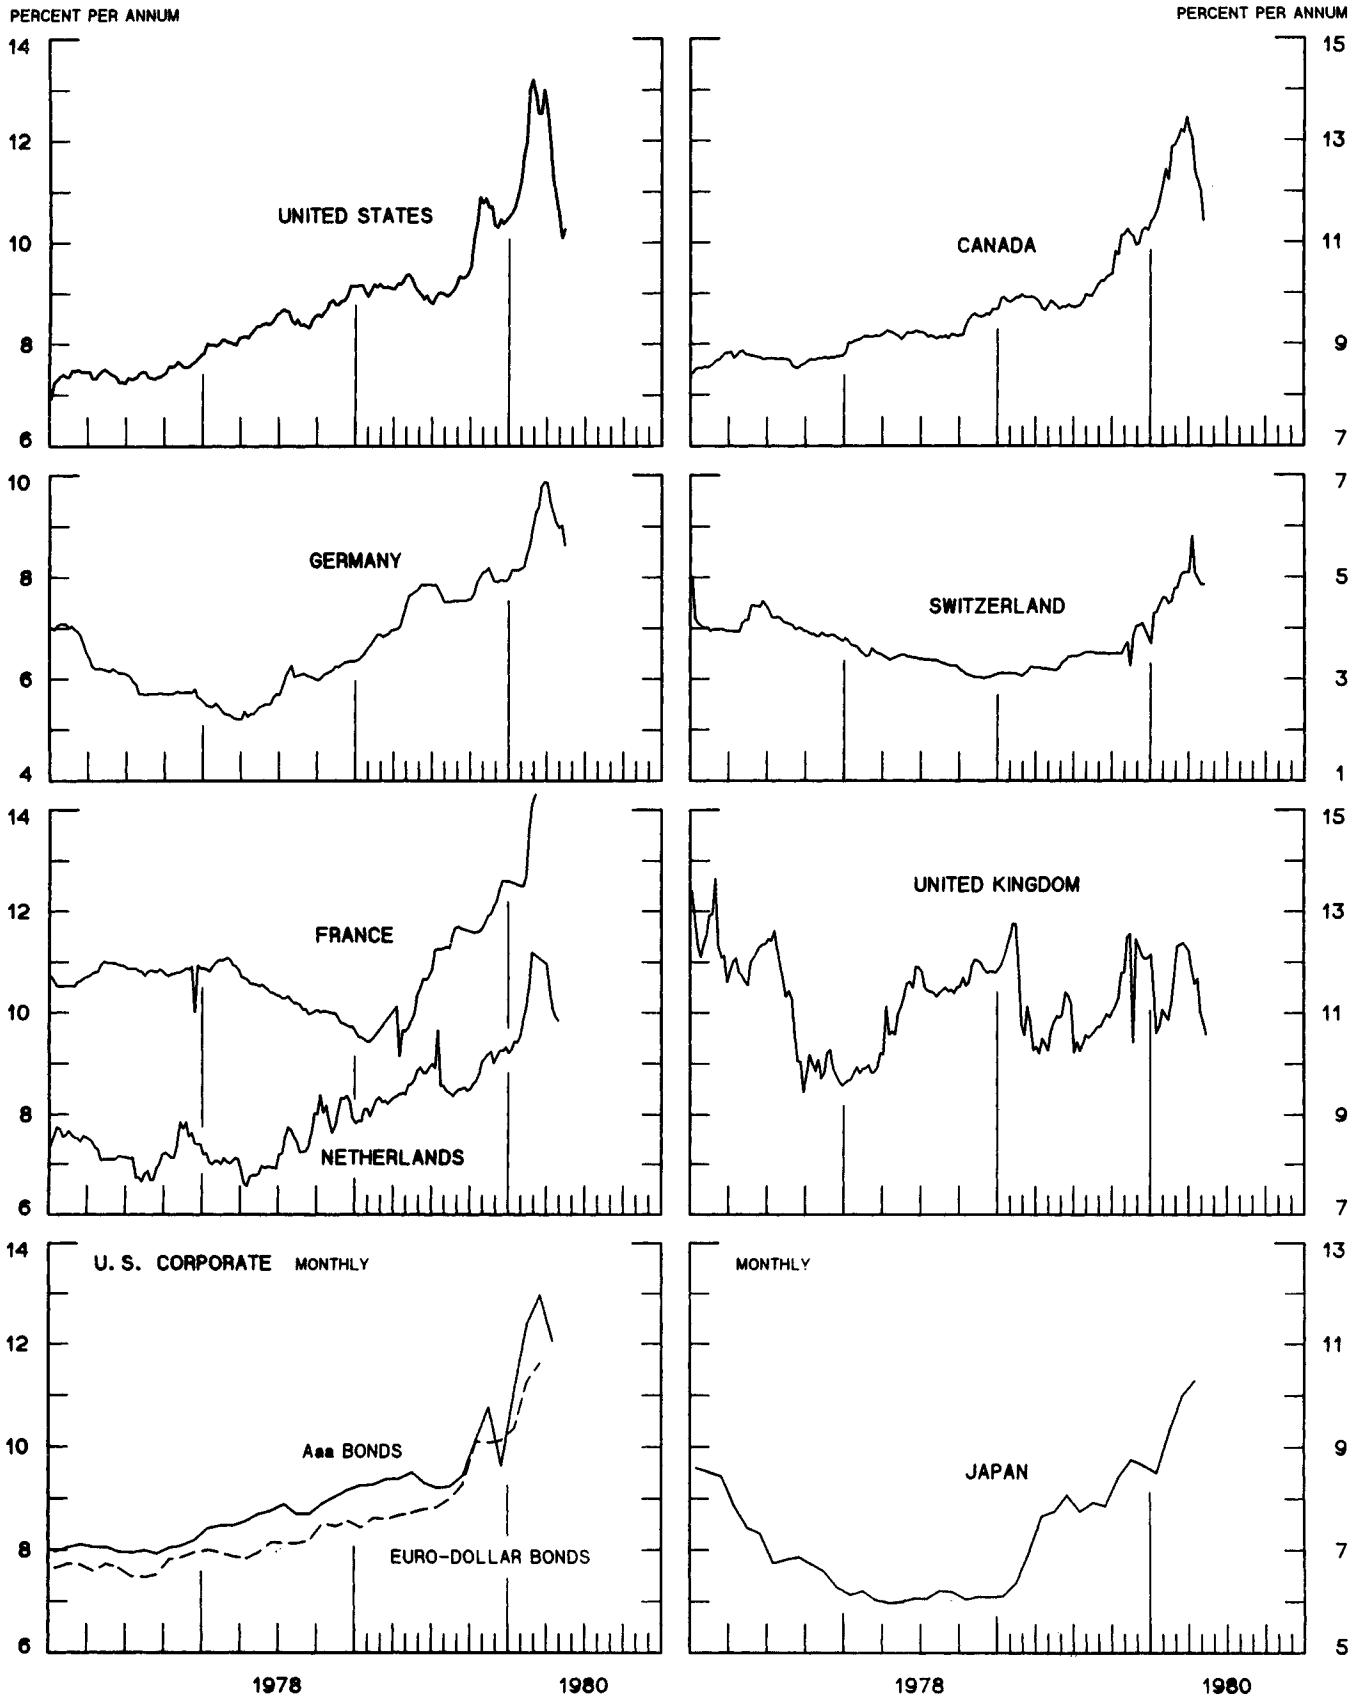 PERCENT PER ANNUM
PERCENT PER ANNUM
14
12
10
8
6
UNITED STATES
15
13
11
9
7
CANADA
10
8
6
4
GERMANY
7
5
3
1
SWITZERLAND
14
12
10
8
6
FRANCE
NETHERLANDS
15
13
11
9
7
UNITED KINGDOM
14
12
10
8
6
U.S. CORPORATE MONTHLY
Aaa BONDS
EURO-DOLLAR BONDS
13
11
9
7
5
MONTHLY
JAPAN
1978 1980
1978 1980